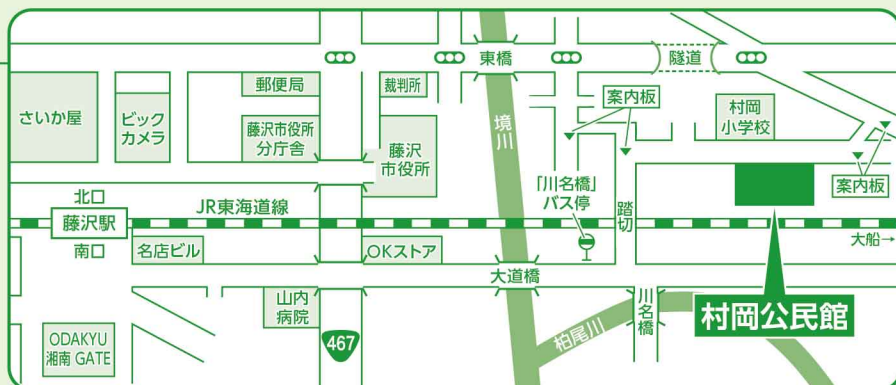 東橋
隧道
さいか屋
ビック
カメラ
郵便局
裁判所
案内板
村岡
小学校
藤沢市役所
分庁舎
藤沢
市役所
境川
「川名橋」
バス停
踏切
案内板
北口
藤沢駅
南口
JR東海道線
大船→
名店ビル
OKストア
大道橋
山内
病院
川名橋
村岡公民館
467
柏尾川
ODAKYU
湘南 GATE